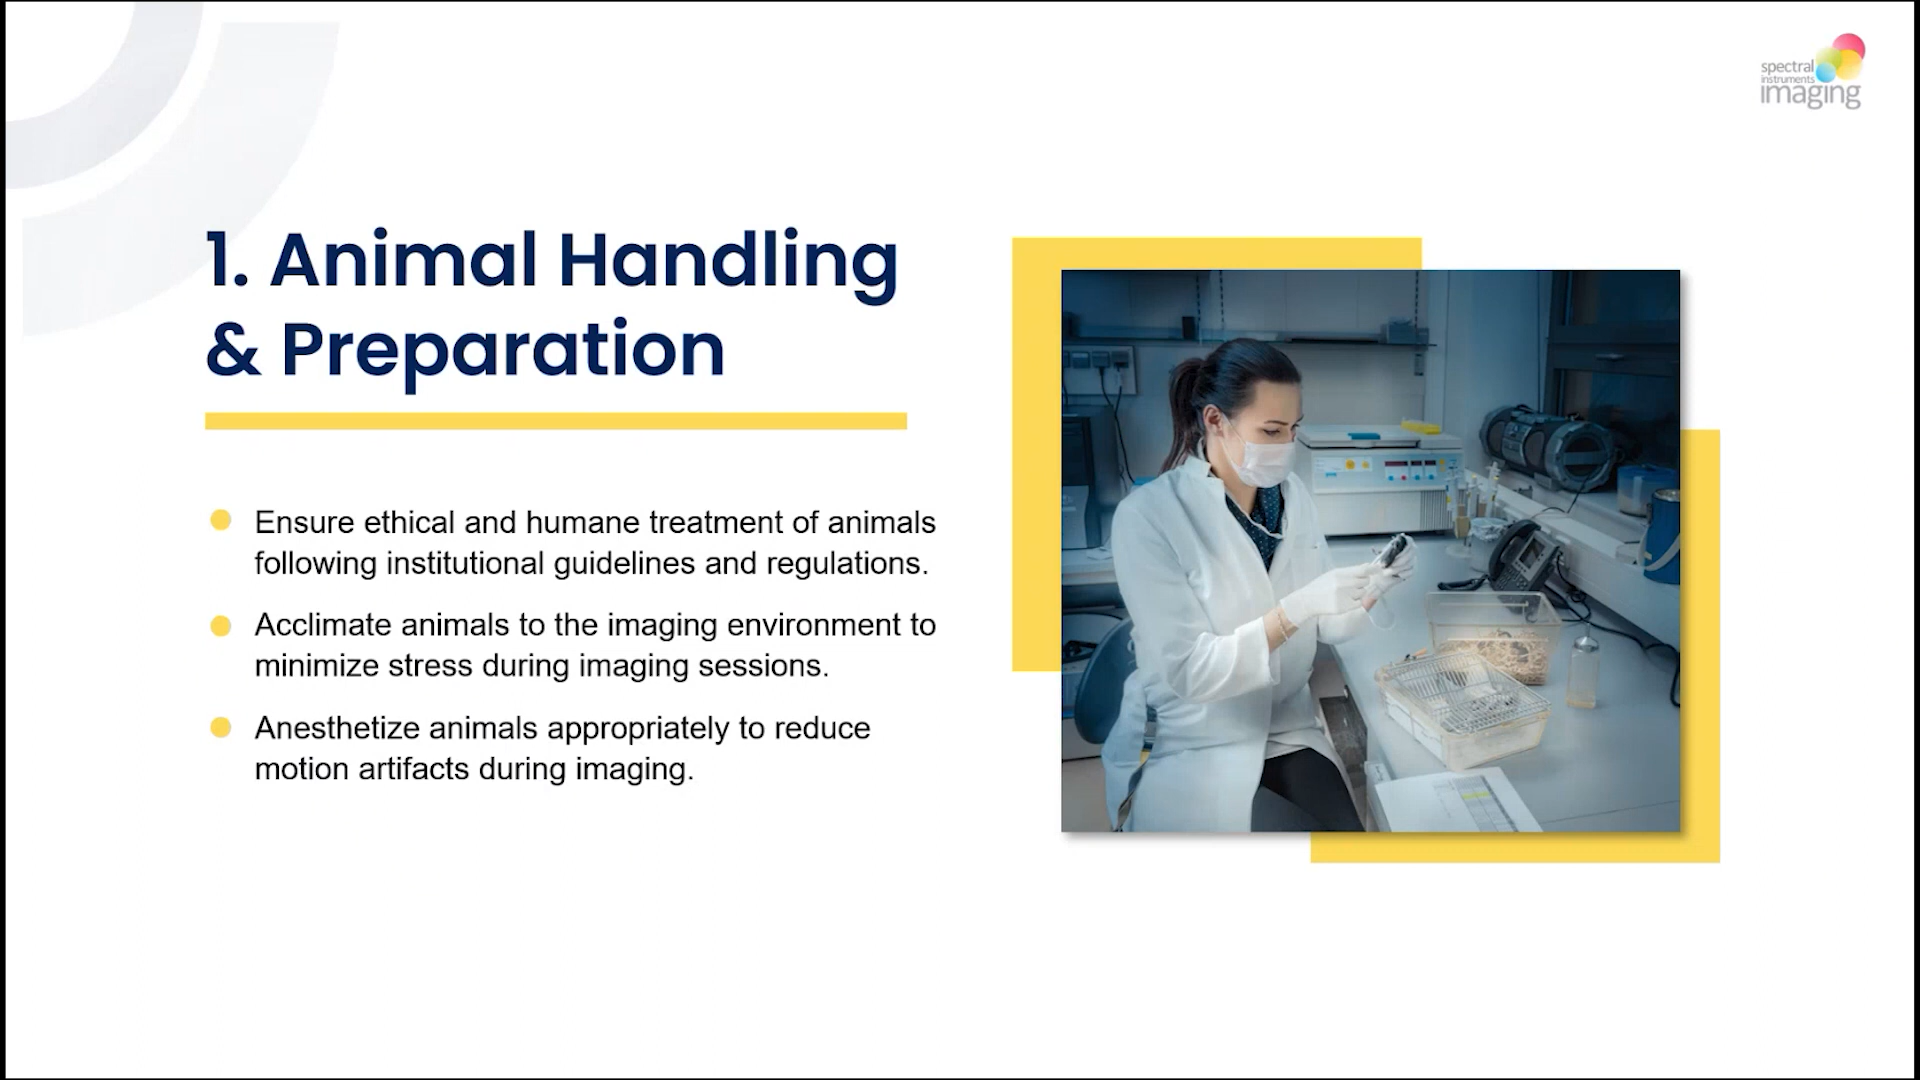 spectral
instruments
imaging
1. Animal Handling
& Preparation
Ensure ethical and humane treatment of animals
following institutional guidelines and regulations.
Acclimate animals to the imaging environment to
minimize stress during imaging sessions.
Anesthetize animals appropriately to reduce
motion artifacts during imaging.